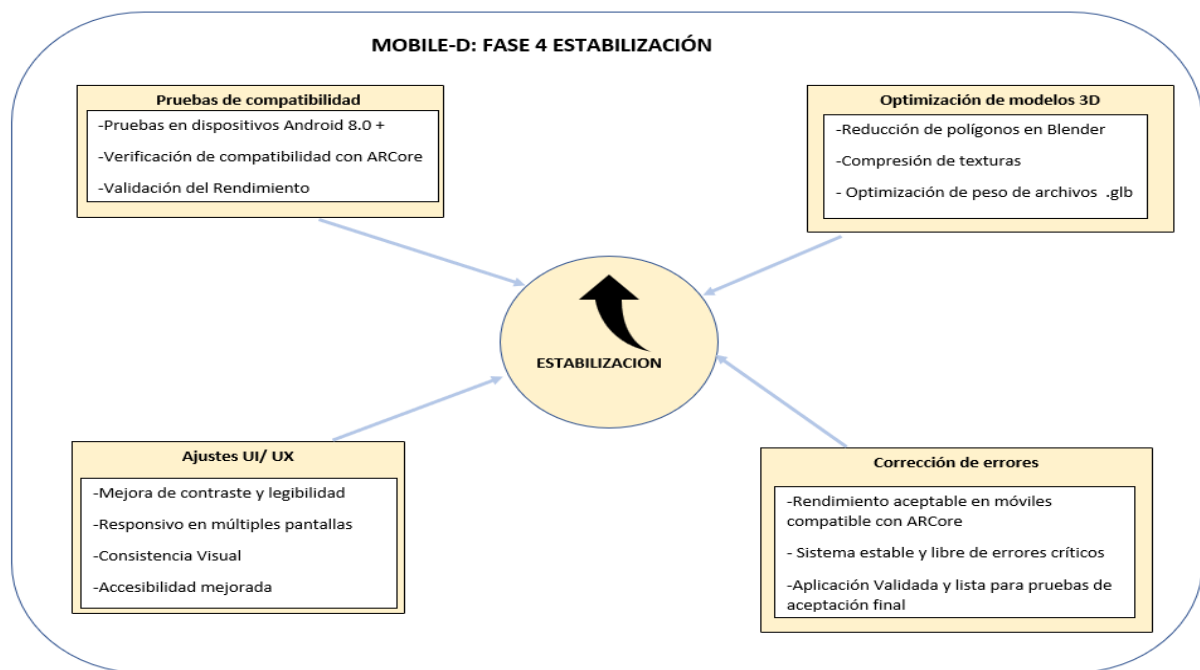 MOBILE-D: FASE 4 ESTABILIZACIÓN
Pruebas de compatibilidad
-Pruebas en dispositivos Android 8.0 +
-Verificación de compatibilidad con ARCore
-Validación del Rendimiento
Optimización de modelos 3D
-Reducción de polígonos en Blender
-Compresión de texturas
- Optimización de peso de archivos .glb
ESTABILIZACION
Ajustes UI/ UX
-Mejora de contraste y legibilidad
-Responsivo en múltiples pantallas
-Consistencia Visual
-Accesibilidad mejorada
Corrección de errores
-Rendimiento aceptable en móviles
compatible con ARCore
- Sistema estable y libre de errores críticos
-Aplicación Validada y lista para pruebas de
aceptación final